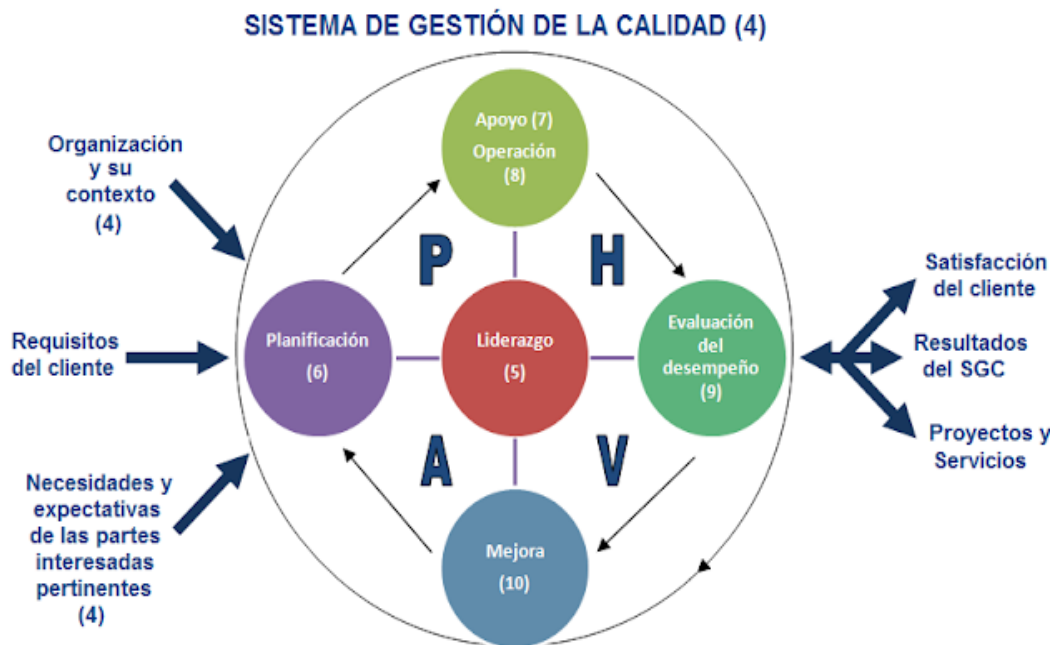 SISTEMA DE GESTIÓN DE LA CALIDAD (4)
Organización
y su
contexto
(4)
Requisitos
del cliente
Necesidades y
expectativas
de las partes
interesadas
pertinentes
(4)
Apoyo (7)
Operación
(8)
P
H
Planificación
(6)
Liderazgo
(5)
Evaluación
del
desempeño
(9)
A
V
Mejora
(10)
Satisfacción
del cliente
Resultados
del SGC
Proyectos y
Servicios